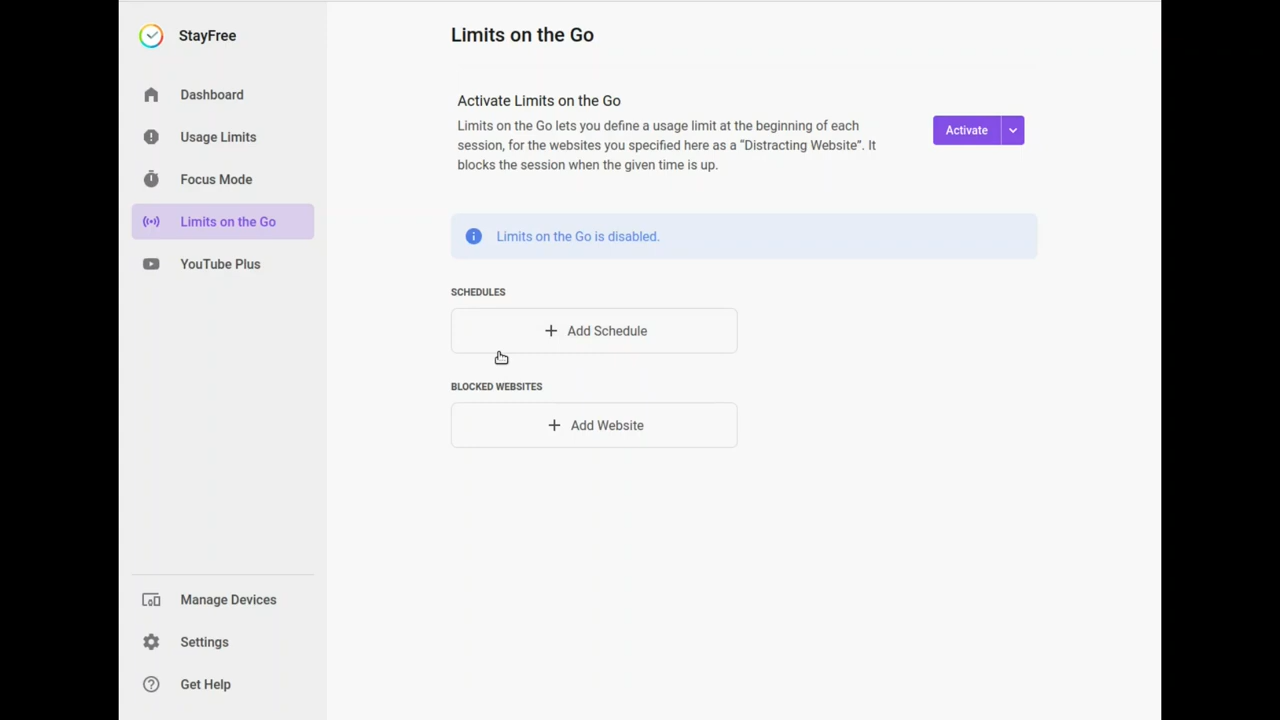 StayFree
Dashboard
Usage Limits
Focus Mode
Limits on the Go
YouTube Plus
Manage Devices
Settings
Get Help
Limits on the Go
Activate Limits on the Go
Limits on the Go lets you define a usage limit at the beginning of each
session, for the websites you specified here as a “Distracting Website”. It
blocks the session when the given time is up.
Activate
Limits on the Go is disabled.
SCHEDULES
+ Add Schedule
BLOCKED WEBSITES
+ Add Website